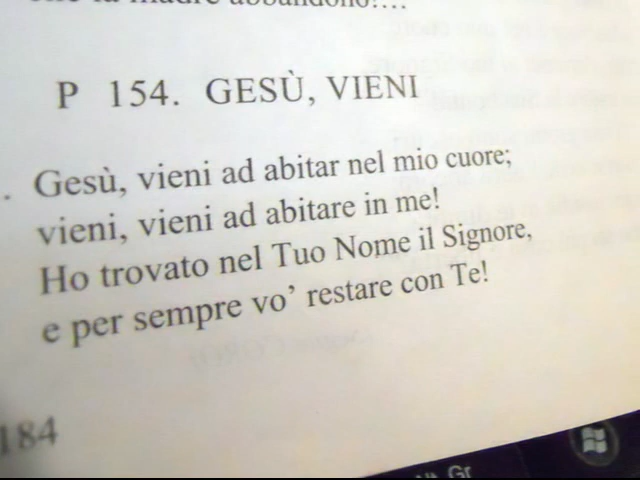 P 154. GESÙ, VIENI
. Gesù, vieni ad abitar nel mio cuore;
vieni, vieni ad abitare in me!
Ho trovato nel Tuo Nome il Signore,
e per sempre vo' restare con Te!
184
Gr